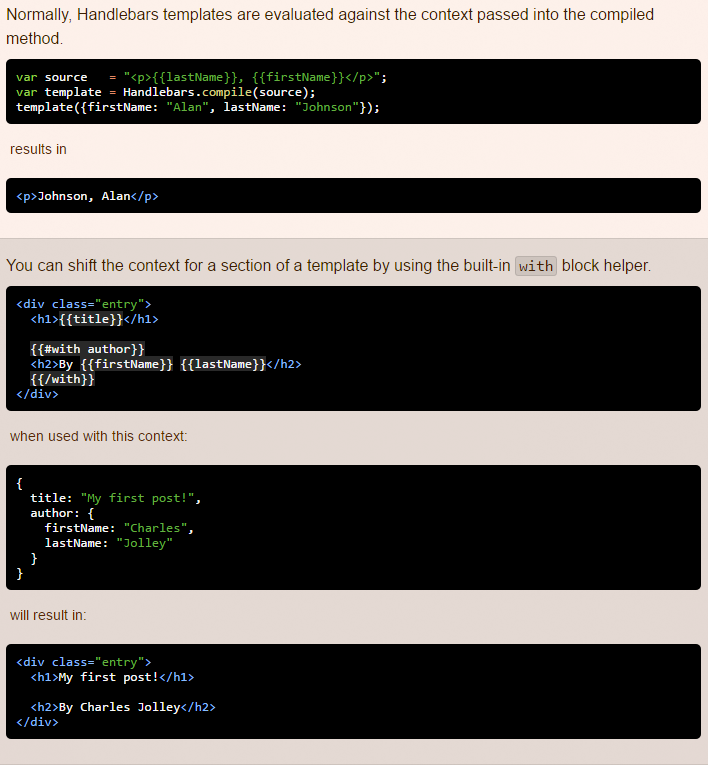 Normally, Handlebars templates are evaluated against the context passed into the compiled
method.
var source   = "<p>{{lastName}}, {{firstName}}</p>";
var template = Handlebars.compile(source);
template({firstName: "Alan", lastName: "Johnson"});
results in
<p>Johnson, Alan</p>
You can shift the context for a section of a template by using the built-in with block helper.
<div class="entry">
  <h1>{{title}}</h1>
  {{#with author}}
  <h2>By {{firstName}} {{lastName}}</h2>
  {{/with}}
</div>
when used with this context:
{
  title: "My first post!",
  author: {
    firstName: "Charles",
    lastName: "Jolley"
  }
}
will result in:
<div class="entry">
  <h1>My first post!</h1>
  <h2>By Charles Jolley</h2>
</div>